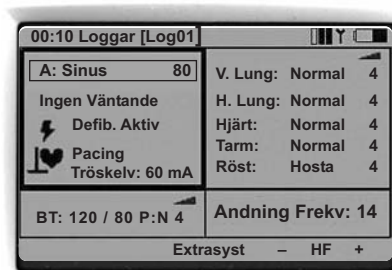 00:10 Loggar [Log01]
A: Sinus 80
Ingen Väntande
Defib. Aktiv
Pacing
Tröskelv: 60 mA
V. Lung: Normal 4
H. Lung: Normal 4
Hjärt: Normal 4
Tarm: Normal 4
Röst: Hosta 4
BT: 120 / 80 P:N 4
Andning Frekv: 14
Extrasyst – HF +